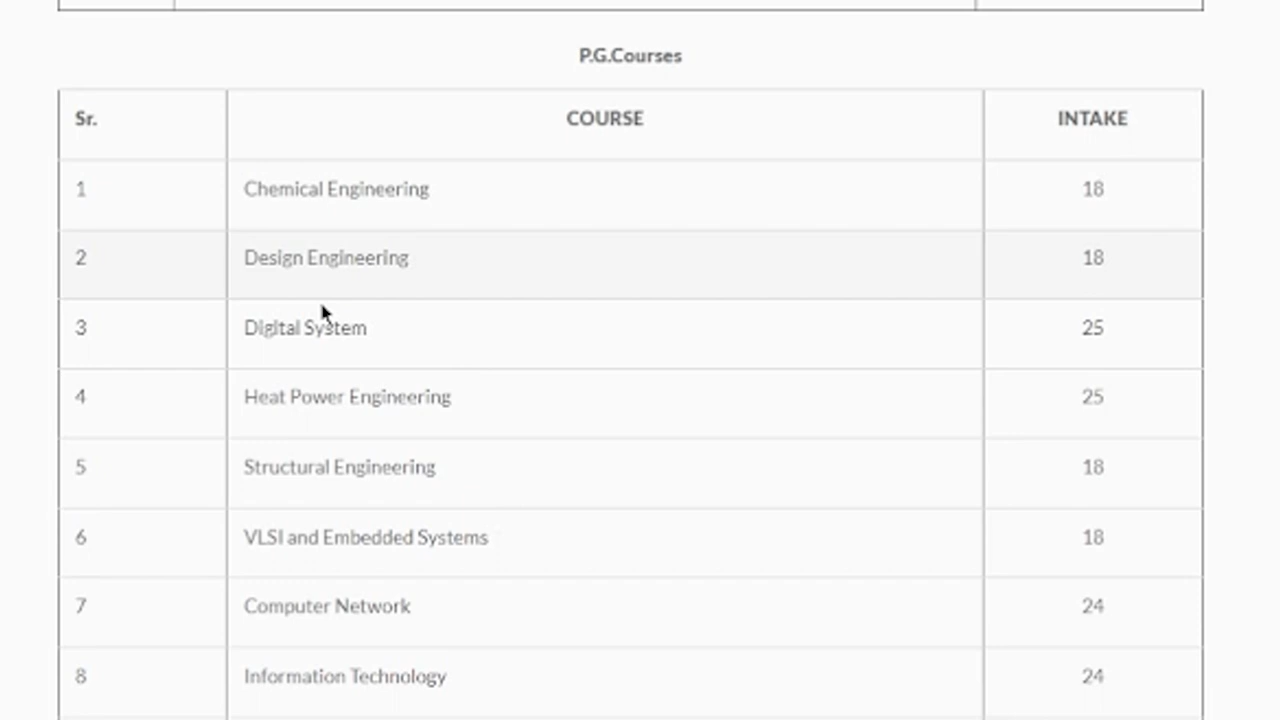 P.G.Courses
Sr. COURSE INTAKE
1 Chemical Engineering 18
2 Design Engineering 18
3 Digital System 25
4 Heat Power Engineering 25
5 Structural Engineering 18
6 VLSI and Embedded Systems 18
7 Computer Network 24
8 Information Technology 24